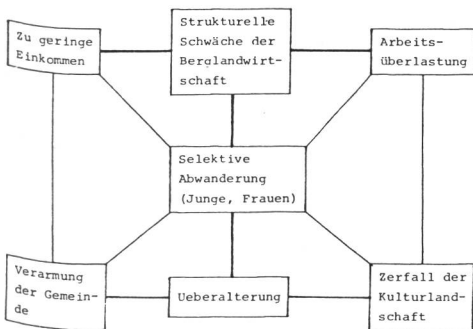 Zu geringe
Einkommen
Strukturelle
Schwäche der
Berglandwirt-
schaft
Arbeits-
überlastung
Selektive
Abwanderung
(Junge, Frauen)
Verarmung
der Gemein-
de
Ueberalterung
Zerfall der
Kulturland-
schaft